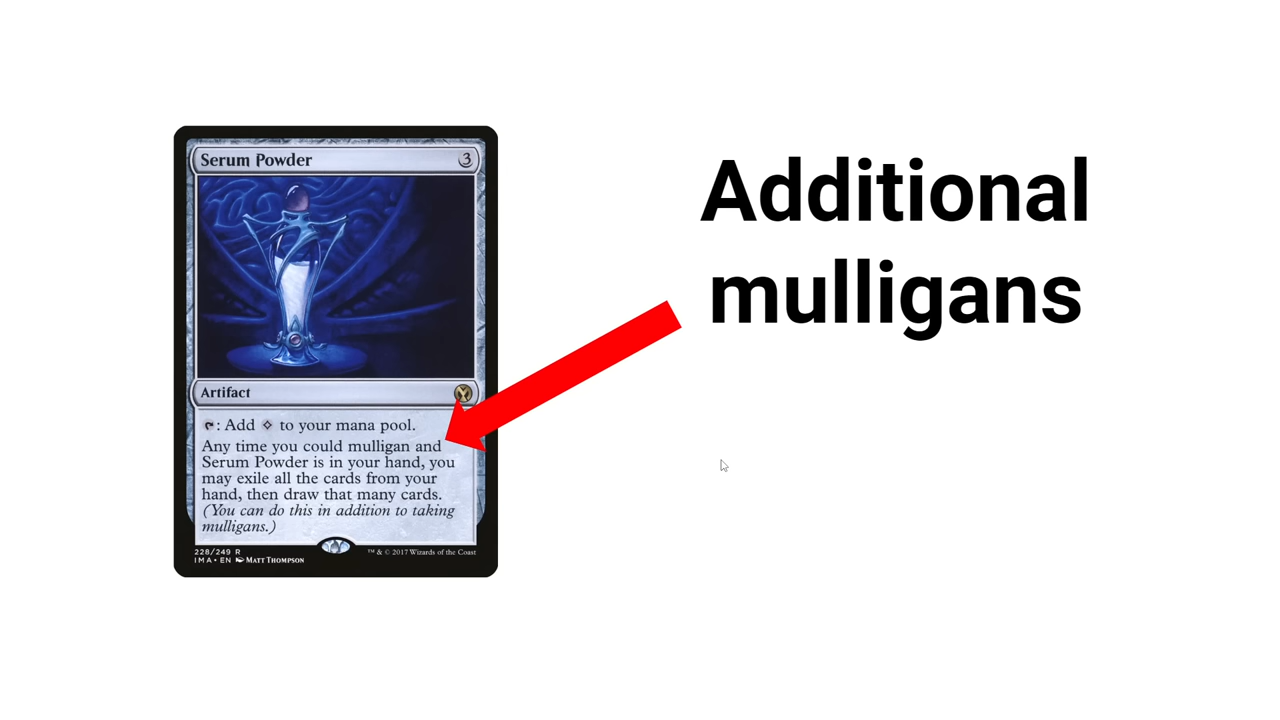 Serum Powder 3
Additional
mulligans
Artifact
: Add to your mana pool.
Any time you could mulligan and
Serum Powder is in your hand, you
may exile all the cards from your
hand, then draw that many cards.
(You can do this in addition to taking
mulligans.)
228/249 R
IMA • EN MATT THOMPSON
™ & © 2017 Wizards of the Coast